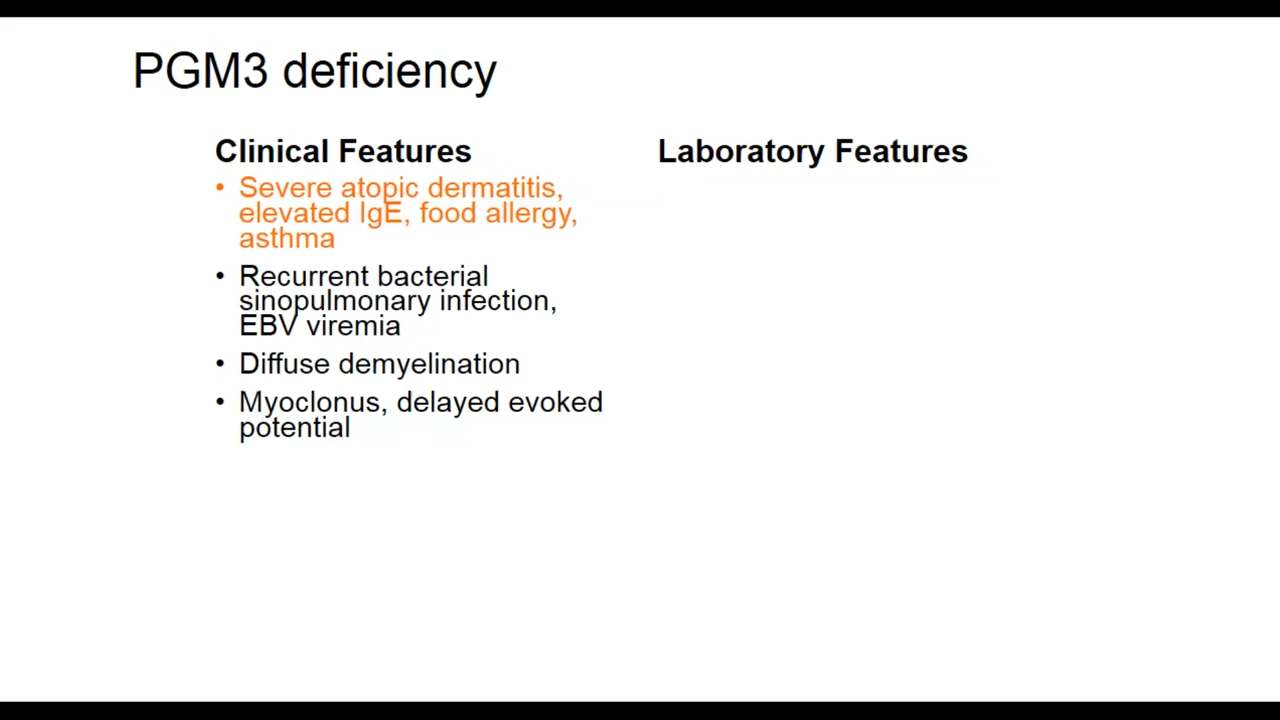 PGM3 deficiency
Clinical Features
• Severe atopic dermatitis,
elevated IgE, food allergy,
asthma
• Recurrent bacterial
sinopulmonary infection,
EBV viremia
• Diffuse demyelination
• Myoclonus, delayed evoked
potential
Laboratory Features